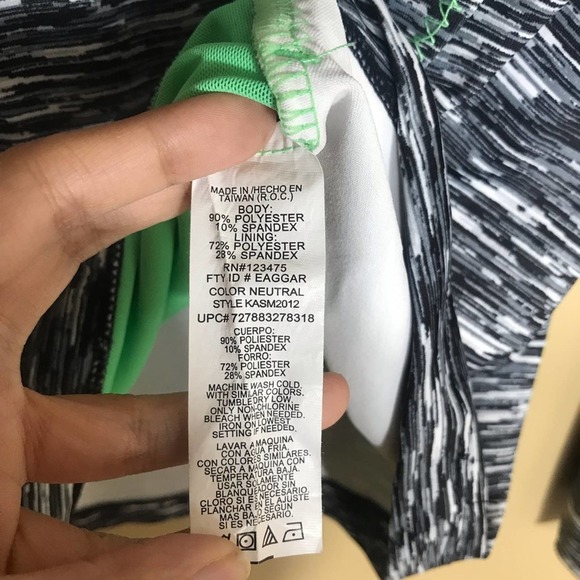 MADE IN /HECHO EN
TAIWAN (R.O.C.)
BODY:
90% POLYESTER
10% SPANDEX
LINING:
72% POLYESTER
28% SPANDEX
RN#123475
FTY ID # EAGGAR
COLOR NEUTRAL
STYLE KASM2012
UPC# 727883278318
CUERPO:
90% POLIESTER
10% SPANDEX
FORRO:
72% POLIESTER
28% SPANDEX
MACHINE WASH COLD.
WITH SIMILAR COLORS.
TUMBLE DRY LOW.
ONLY NON-CHLORINE
BLEACH WHEN NEEDED.
IRON ON LOWEST
SETTING IF NEEDED.
LAVAR A MAQUINA
CON AGUA FRIA.
CON COLORES SIMILARES.
SECAR A MAQUINA CON
TEMPERATURA BAJA.
USAR SOLAMENTE
BLANQUEADOR SIN
CLORO SI ES NECESARIO.
PLANCHAR EN EL AJUSTE
MAS BAJO SEGUN
SI ES NECESARIO